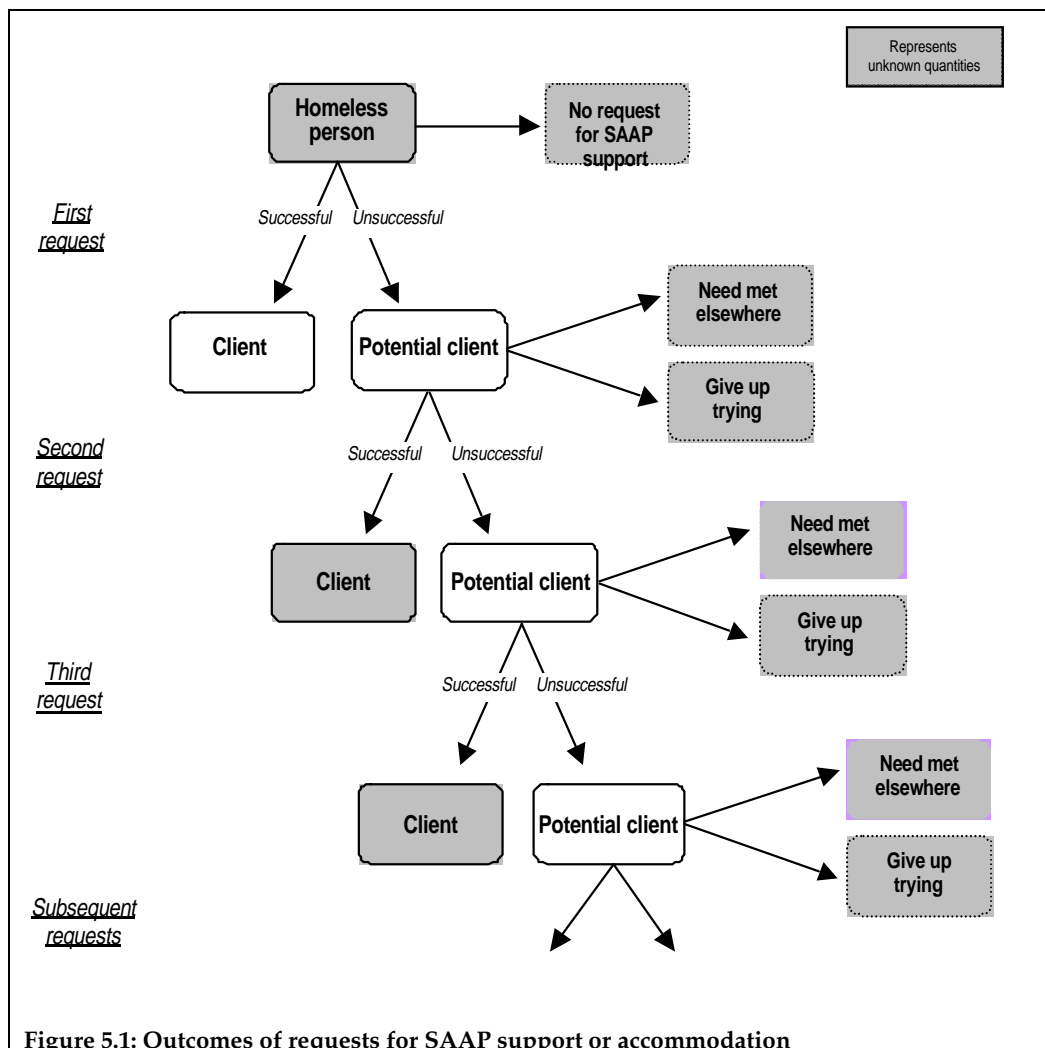 Represents
unknown quantities
Homeless
person
No request
for SAAP
support
First
request
Successful
Unsuccessful
Client
Potential client
Need met
elsewhere
Give up
trying
Second
request
Successful
Unsuccessful
Client
Potential client
Need met
elsewhere
Give up
trying
Third
request
Successful
Unsuccessful
Client
Potential client
Need met
elsewhere
Give up
trying
Subsequent
requests
Figure 5.1: Outcomes of requests for SAAP support or accommodation